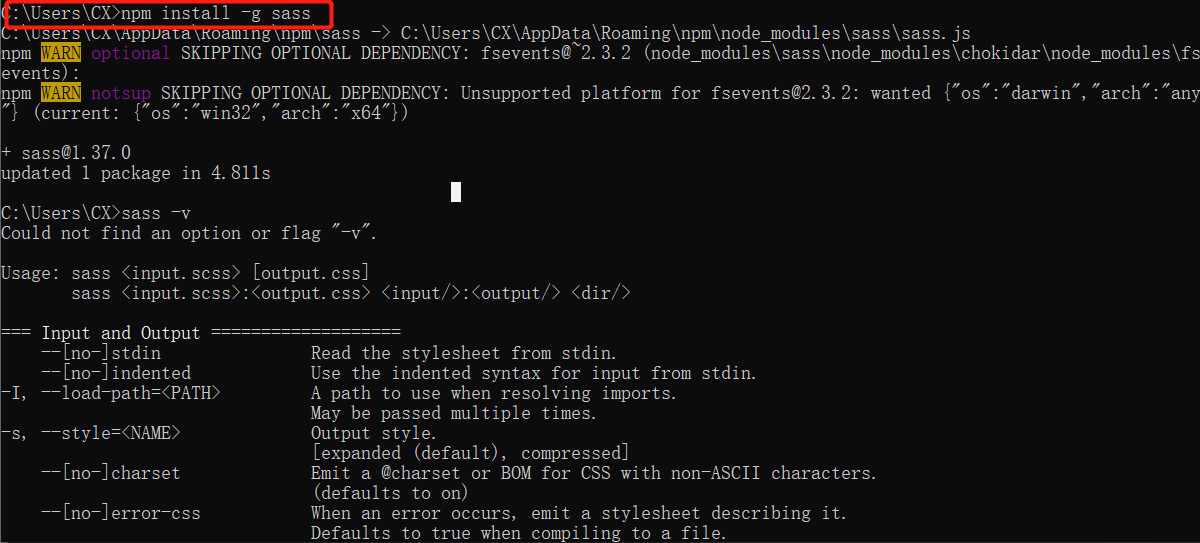 C:\Users\CX>npm install -g sass
C:\Users\CX\AppData\Roaming\npm\sass -> C:\Users\CX\AppData\Roaming\npm\node_modules\sass\sass.js
npm WARN optional SKIPPING OPTIONAL DEPENDENCY: fsevents@~2.3.2 (node_modules\sass\node_modules\chokidar\node_modules\fs
events):
npm WARN notsup SKIPPING OPTIONAL DEPENDENCY: Unsupported platform for fsevents@2.3.2: wanted {"os":"darwin","arch":"any
"} (current: {"os":"win32","arch":"x64"})
+ sass@1.37.0
updated 1 package in 4.811s
C:\Users\CX>sass -v
Could not find an option or flag "-v".
Usage: sass <input.scss> [output.css]
sass <input.scss>:<output.css> <input/>:<output/> <dir/>
=== Input and Output ===================
--[no-]stdin Read the stylesheet from stdin.
--[no-]indented Use the indented syntax for input from stdin.
-I, --load-path=<PATH> A path to use when resolving imports.
May be passed multiple times.
-s, --style=<NAME> Output style.
[expanded (default), compressed]
--[no-]charset Emit a @charset or BOM for CSS with non-ASCII characters.
(defaults to on)
--[no-]error-css When an error occurs, emit a stylesheet describing it.
Defaults to true when compiling to a file.